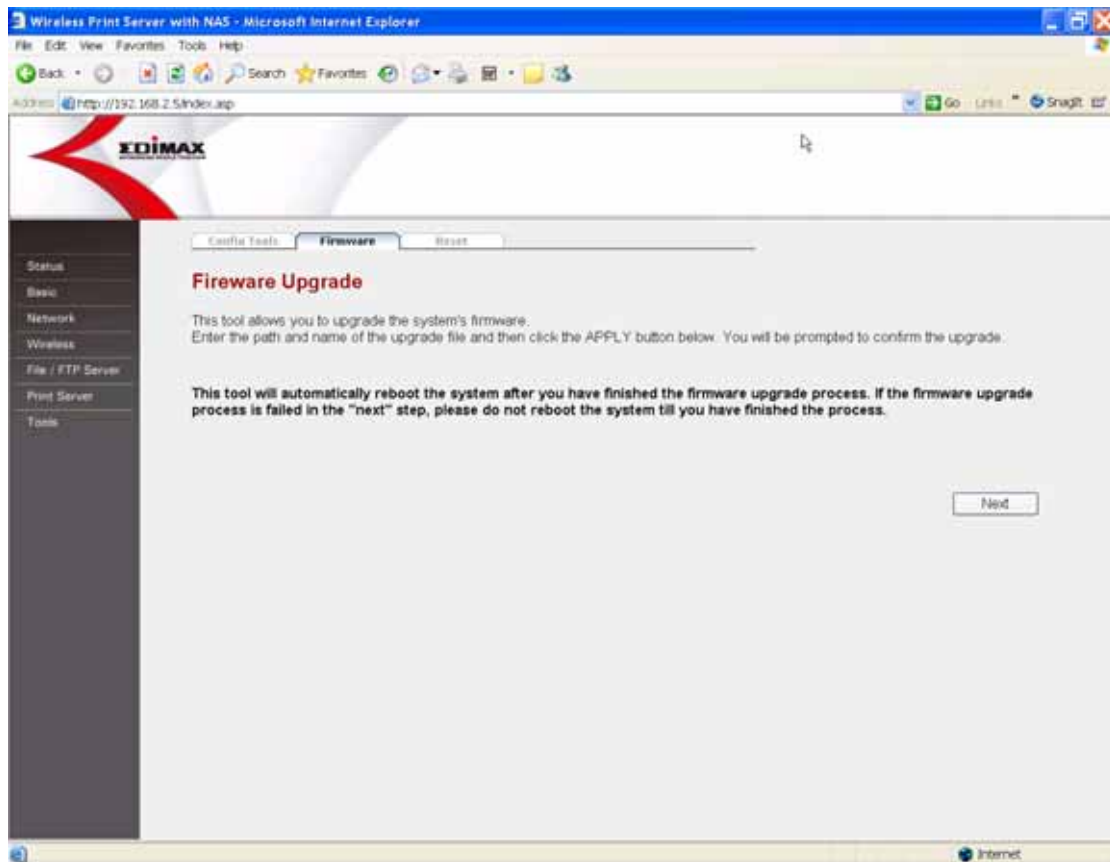 Wireless Print Server with NAS - Microsoft Internet Explorer
File Edit View Favorites Tools Help
Back Search Favorites
Address http://192.168.2.5/index.asp Go Links » SnagIt
EDIMAX
Config Tools Firmware Reset
Status
Basic
Network
Wireless
File / FTP Server
Print Server
Tools
Fireware Upgrade
This tool allows you to upgrade the system's firmware.
Enter the path and name of the upgrade file and then click the APPLY button below. You will be prompted to confirm the upgrade.
This tool will automatically reboot the system after you have finished the firmware upgrade process. If the firmware upgrade
process is failed in the "next" step, please do not reboot the system till you have finished the process.
Next
Internet